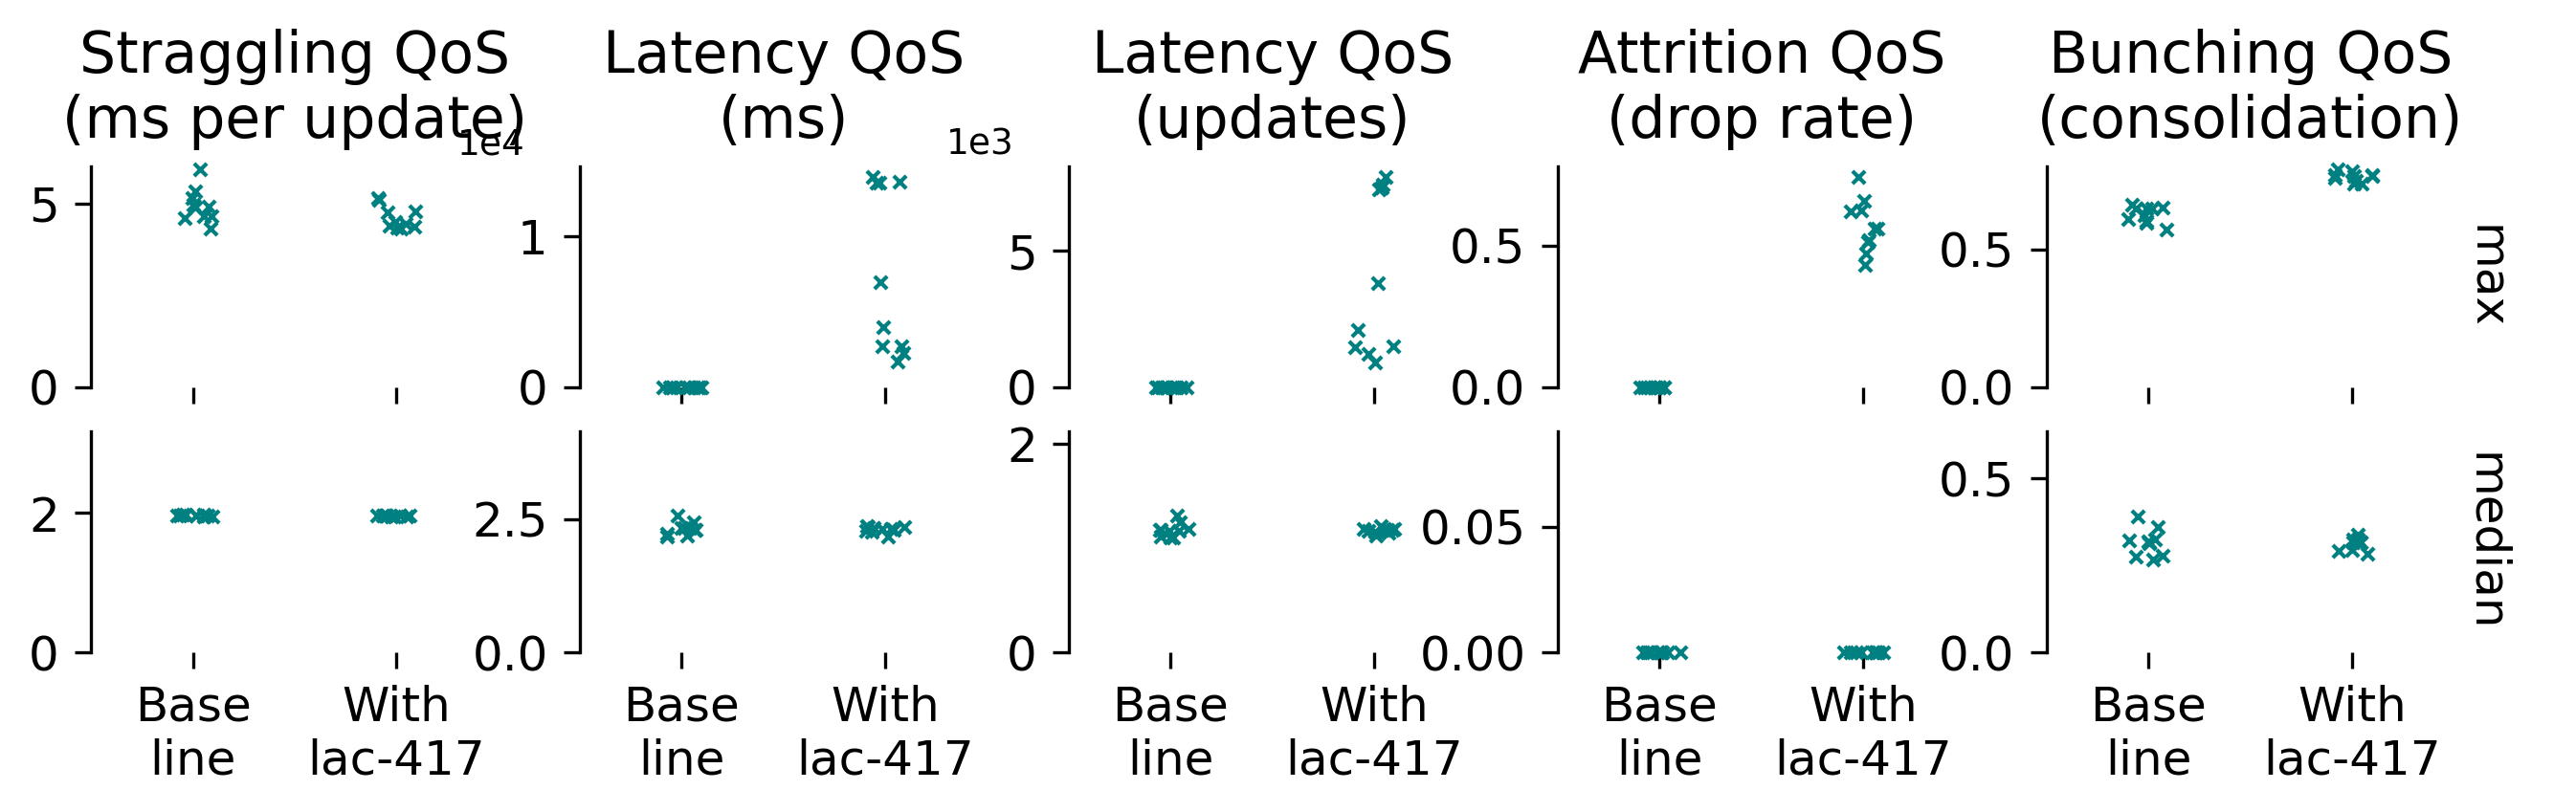 Straggling QoS
(ms per update)
Latency QoS
(ms)
Latency QoS
(updates)
Attrition QoS
(drop rate)
Bunching QoS
(consolidation)
5
0
1e4
1
0
1e3
5
0
0.5
0.0
0.5
0.0
max
2
0
2.5
0.0
2
0
0.05
0.00
0.5
0.0
median
Base
line
With
lac-417
Base
line
With
lac-417
Base
line
With
lac-417
Base
line
With
lac-417
Base
line
With
lac-417